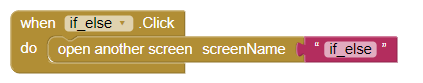 when if_else .Click
do open another screen screenName " if_else "